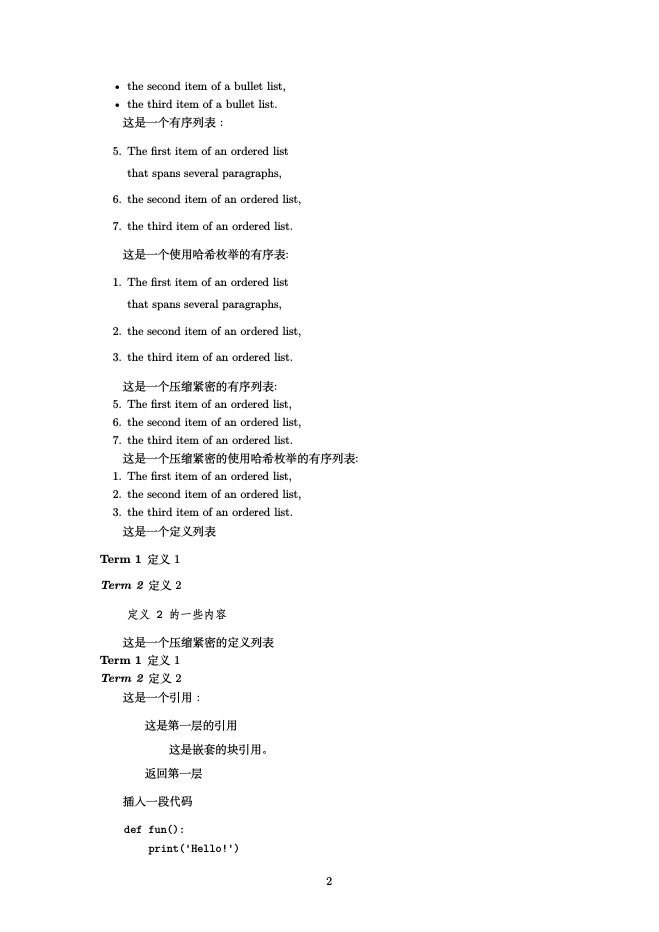 • the second item of a bullet list,
• the third item of a bullet list.
这是一个有序列表：
5. The first item of an ordered list
that spans several paragraphs,
6. the second item of an ordered list,
7. the third item of an ordered list.
这是一个使用哈希枚举的有序表:
1. The first item of an ordered list
that spans several paragraphs,
2. the second item of an ordered list,
3. the third item of an ordered list.
这是一个压缩紧密的有序列表:
5. The first item of an ordered list,
6. the second item of an ordered list,
7. the third item of an ordered list.
这是一个压缩紧密的使用哈希枚举的有序列表:
1. The first item of an ordered list,
2. the second item of an ordered list,
3. the third item of an ordered list.
这是一个定义列表
Term 1 定义 1
Term 2 定义 2
定义 2 的一些内容
这是一个压缩紧密的定义列表
Term 1 定义 1
Term 2 定义 2
这是一个引用：
这是第一层的引用
这是嵌套的块引用。
返回第一层
插入一段代码
def fun():
    print('Hello!')
2